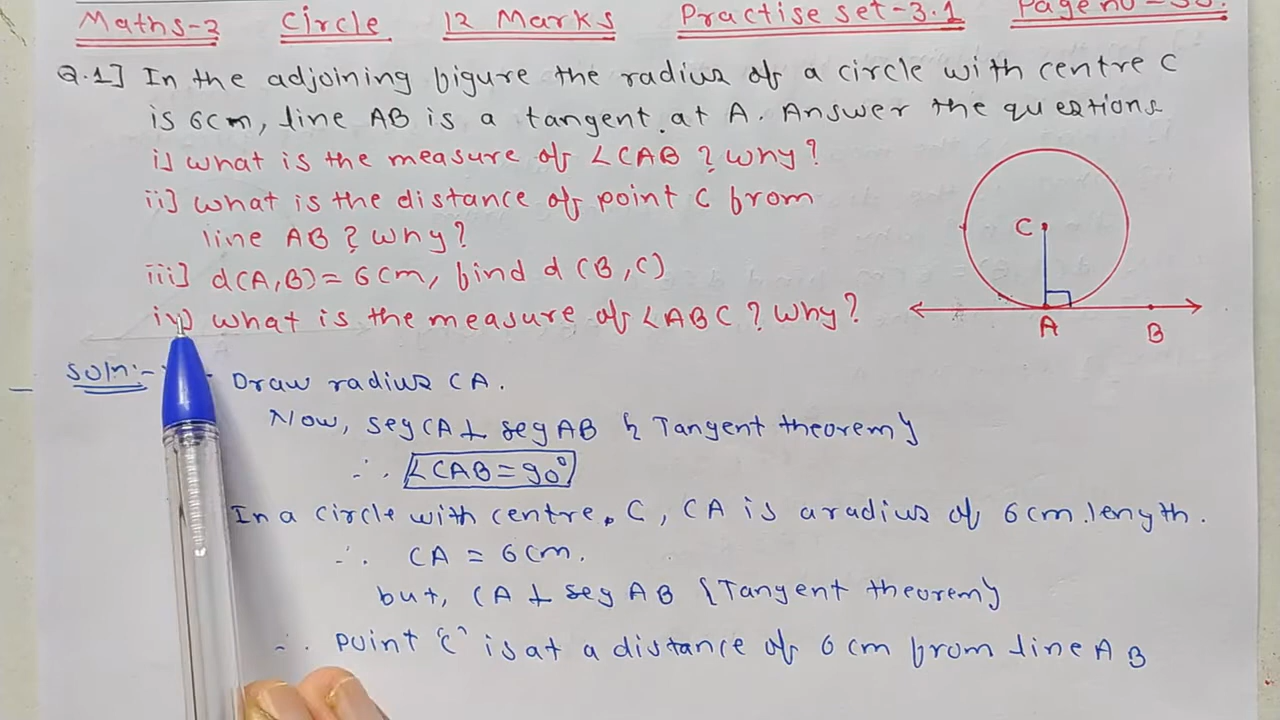 Maths-2 Circle 12 Marks Practise set-3.1 Page no
Q.1] In the adjoining figure the radius of a circle with centre C
is 6cm, line AB is a tangent at A. Answer the questions
i] what is the measure of ∠CAB ? Why?
ii] what is the distance of point C from
line AB ? Why?
iii] d(A,B) = 6cm, find d (B,C)
iv] what is the measure of ∠ABC ? Why?
C
A
B
Soln:-
Draw radius CA.
Now, seg CA ⊥ seg AB { Tangent theorem }
∴ ∠CAB = 90°
In a circle with centre C, CA is a radius of 6cm length.
∴ CA = 6cm.
but, CA ⊥ seg AB { Tangent theorem }
∴ point 'C' is at a distance of 6cm from line AB